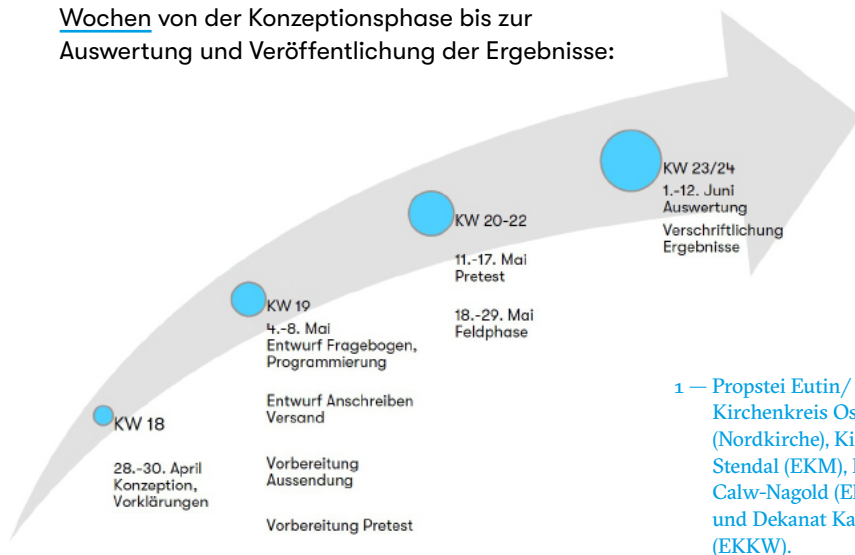 Wochen von der Konzeptionsphase bis zur
Auswertung und Veröffentlichung der Ergebnisse:
KW 18
28.-30. April
Konzeption,
Vorklärungen
KW 19
4.-8. Mai
Entwurf Fragebogen,
Programmierung
Entwurf Anschreiben
Versand
Vorbereitung
Aussendung
Vorbereitung Pretest
KW 20-22
11.-17. Mai
Pretest
18.-29. Mai
Feldphase
KW 23/24
1.-12. Juni
Auswertung
Verschriftlichung
Ergebnisse
1 — Propstei Eutin/
Kirchenkreis Os
(Nordkirche), Ki
Stendal (EKM),
Calw-Nagold (E
und Dekanat Ka
(EKKW).